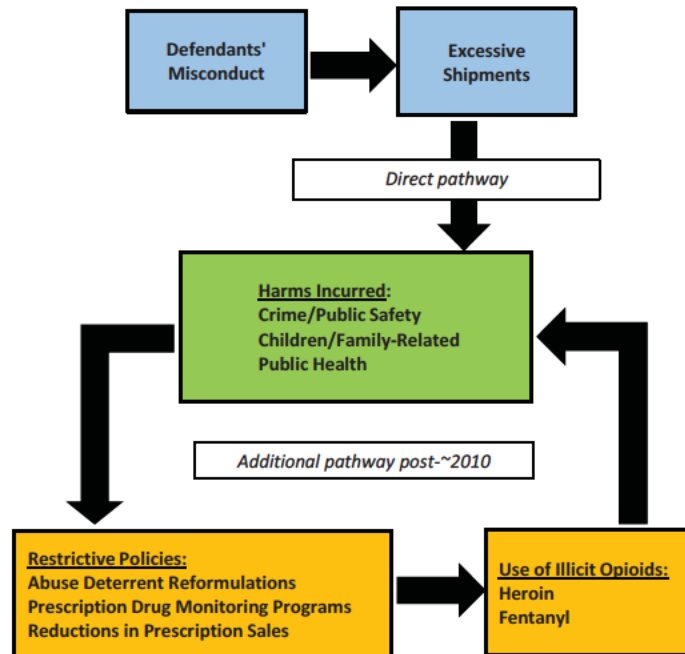 Defendants'
Misconduct
Excessive
Shipments
Direct pathway
Harms Incurred:
Crime/Public Safety
Children/Family-Related
Public Health
Additional pathway post-~2010
Restrictive Policies:
Abuse Deterrent Reformulations
Prescription Drug Monitoring Programs
Reductions in Prescription Sales
Use of Illicit Opioids:
Heroin
Fentanyl